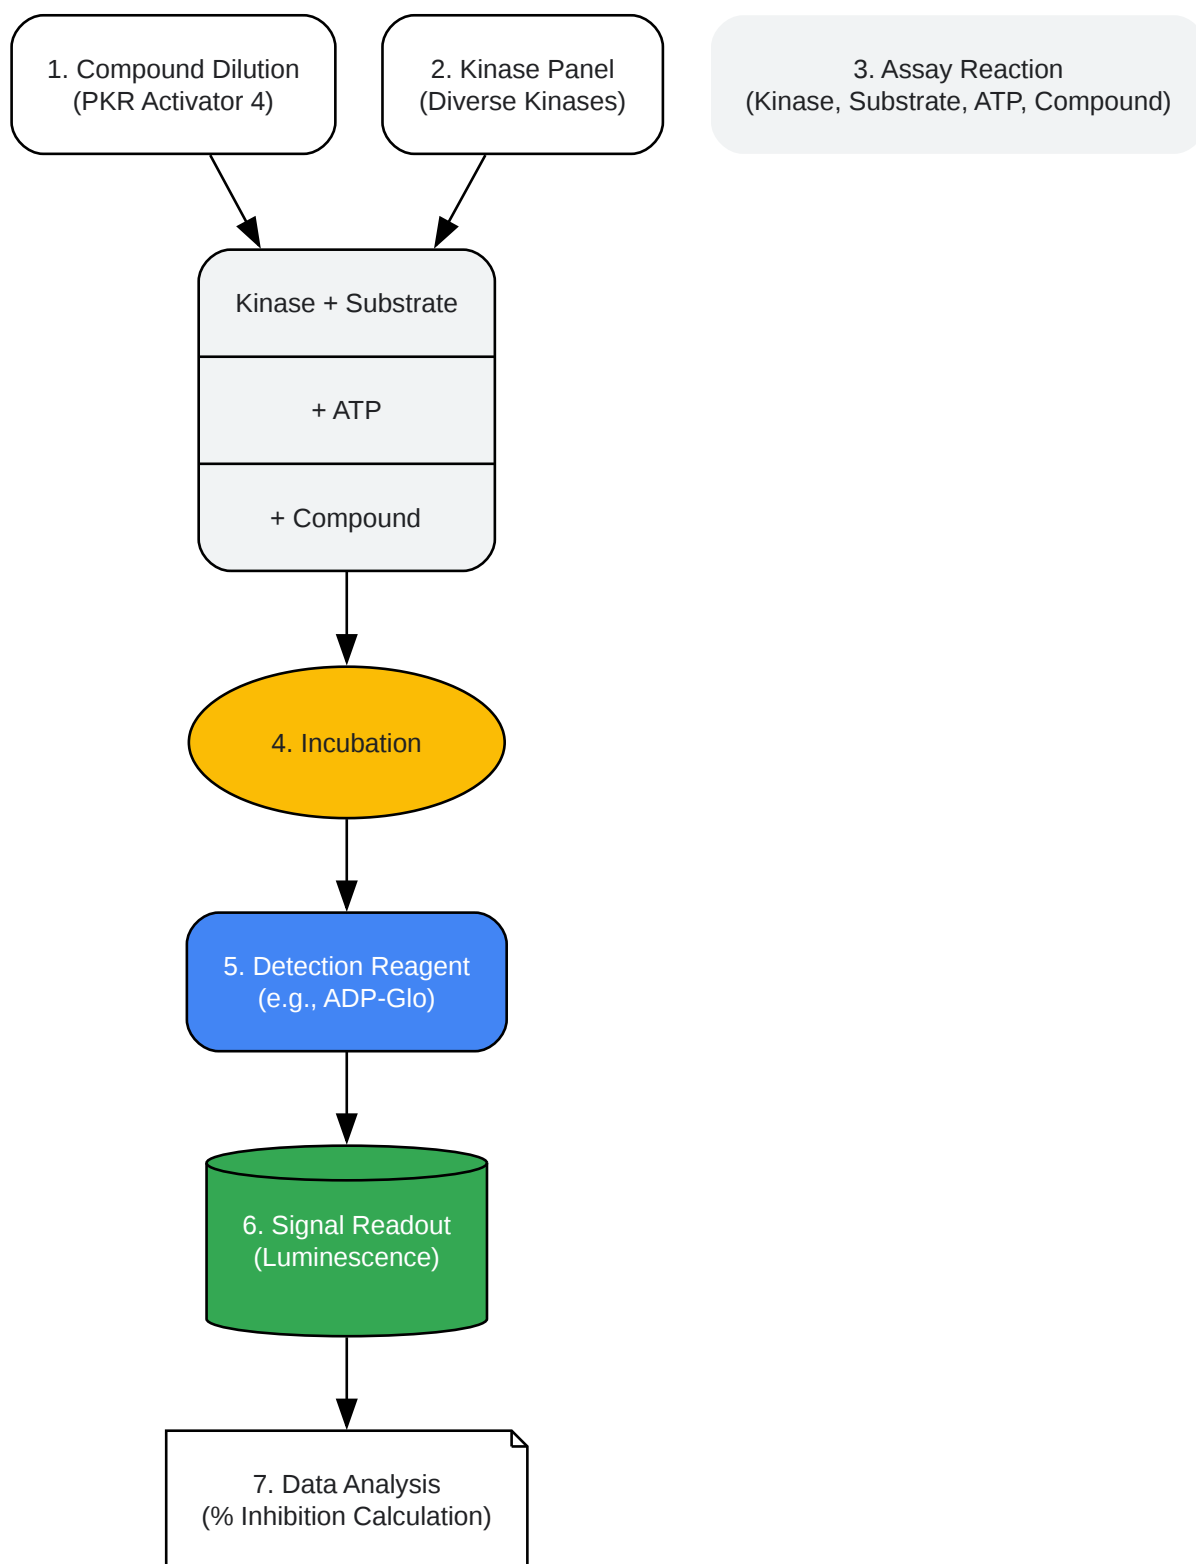 1. Compound Dilution
(PKR Activator 4)
2. Kinase Panel
(Diverse Kinases)
3. Assay Reaction
(Kinase, Substrate, ATP, Compound)
Kinase + Substrate
+ ATP
+ Compound
4. Incubation
5. Detection Reagent
(e.g., ADP-Glo)
6. Signal Readout
(Luminescence)
7. Data Analysis
(% Inhibition Calculation)